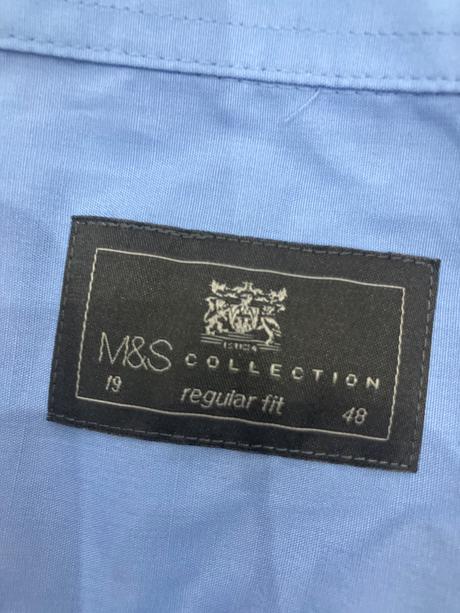 M&S COLLECTION
regular fit
19 48